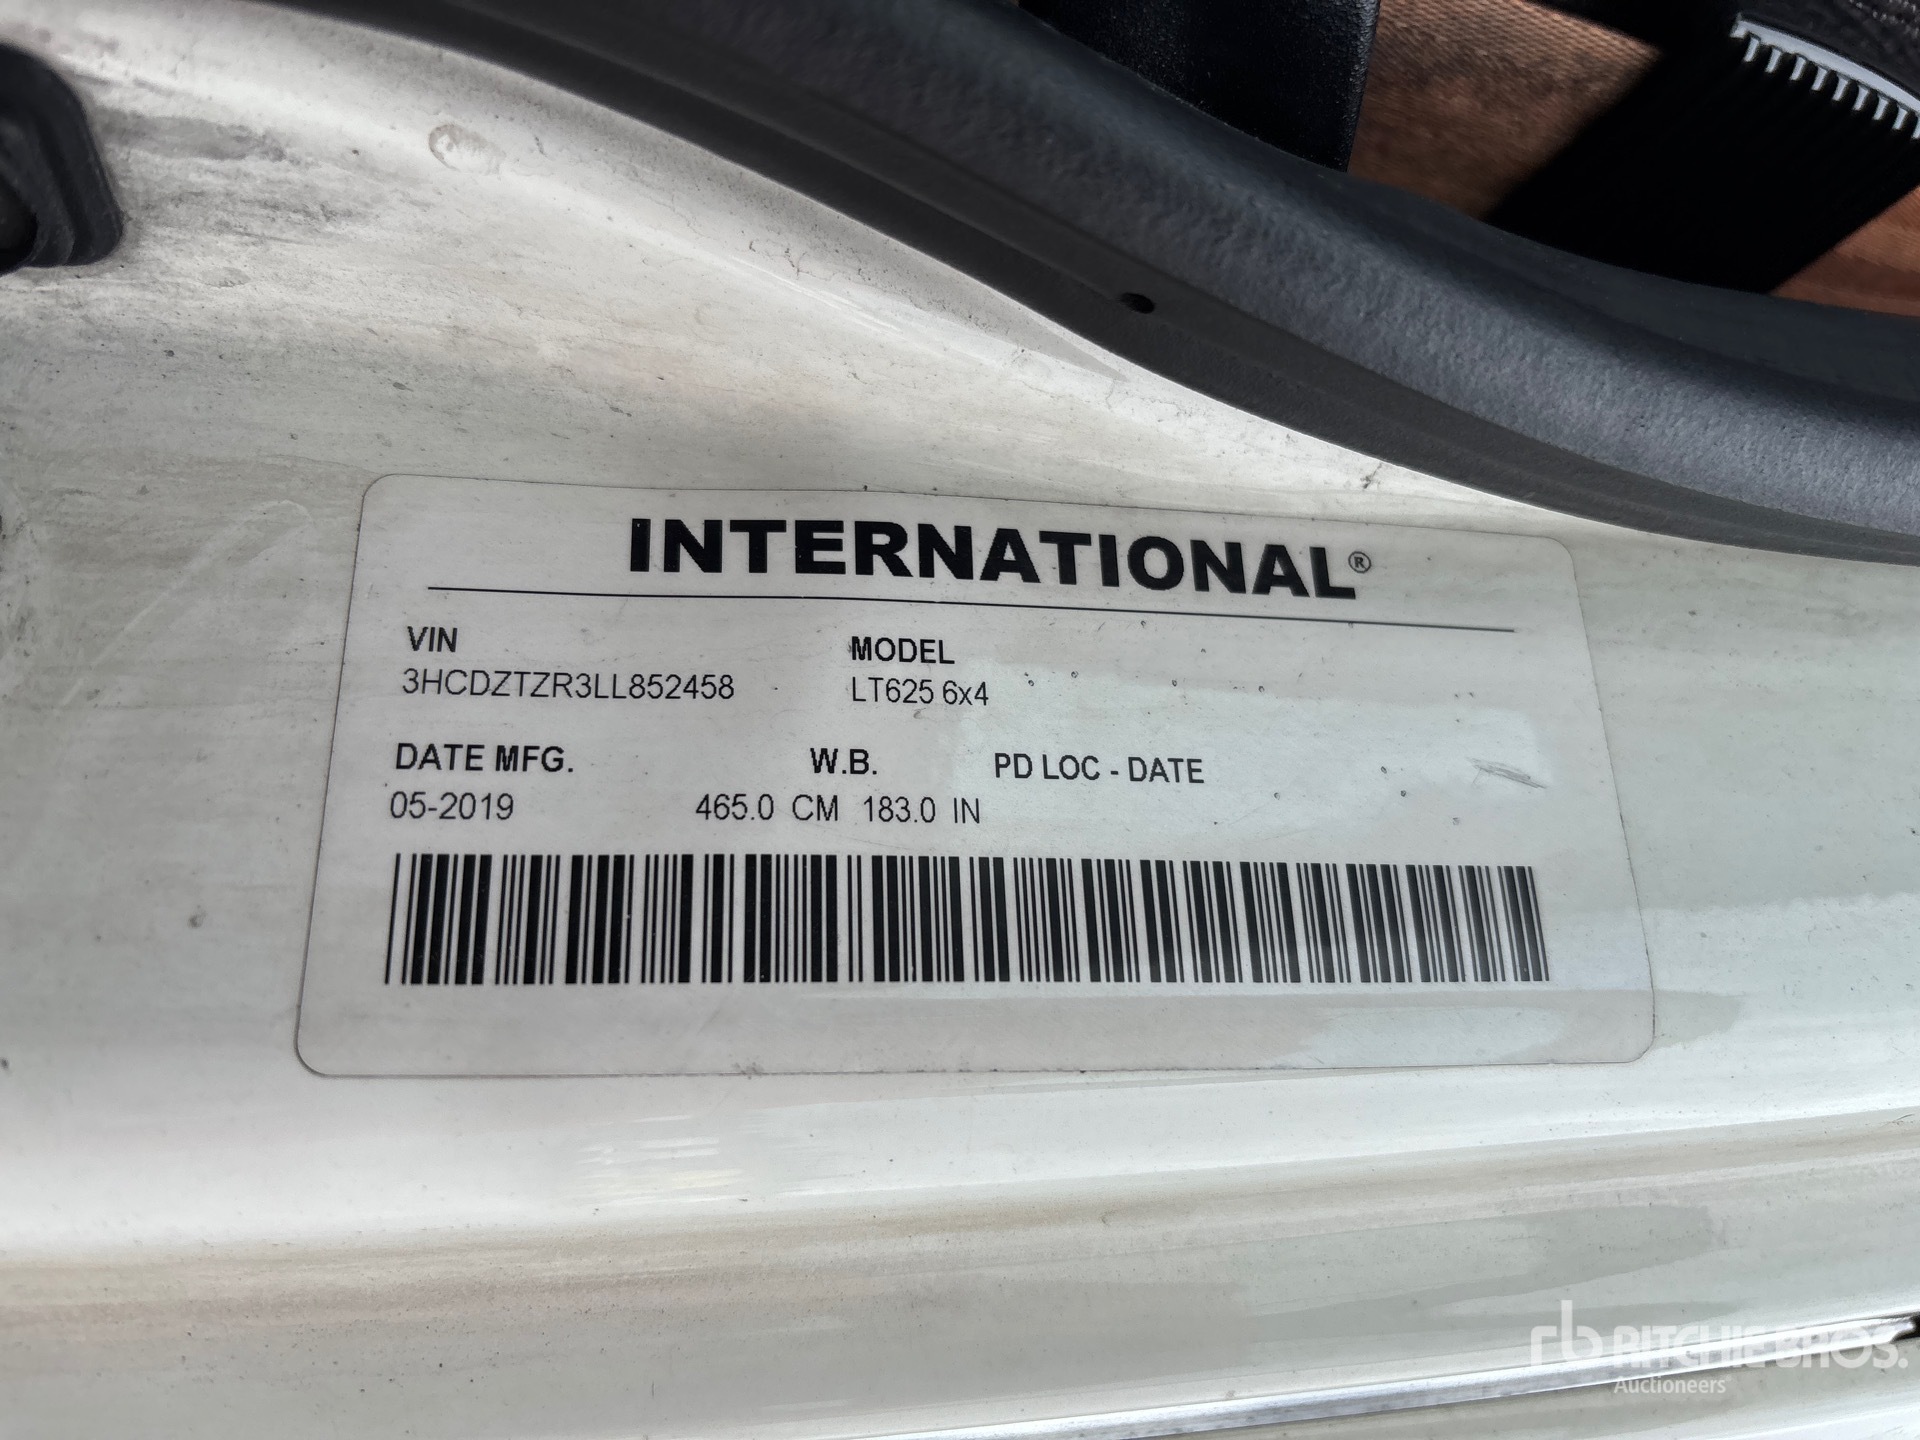 INTERNATIONAL®
VIN
MODEL
3HCDZTZR3LL852458
LT625 6x4
DATE MFG.
W.B.
PD LOC - DATE
05-2019
465.0 CM 183.0 IN
rb RITCHIE BROS.
Auctioneers